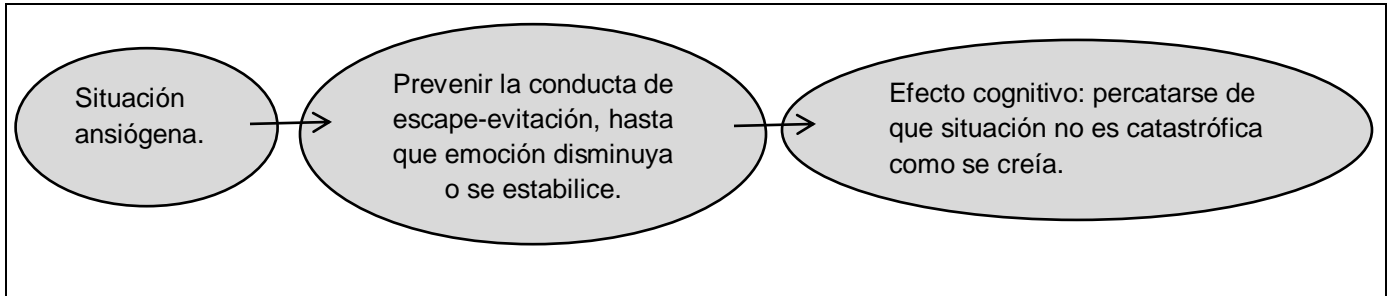 Situación
ansiógena.
Prevenir la conducta de
escape-evitación, hasta
que emoción disminuya
o se estabilice.
Efecto cognitivo: percatarse de
que situación no es catastrófica
como se creía.